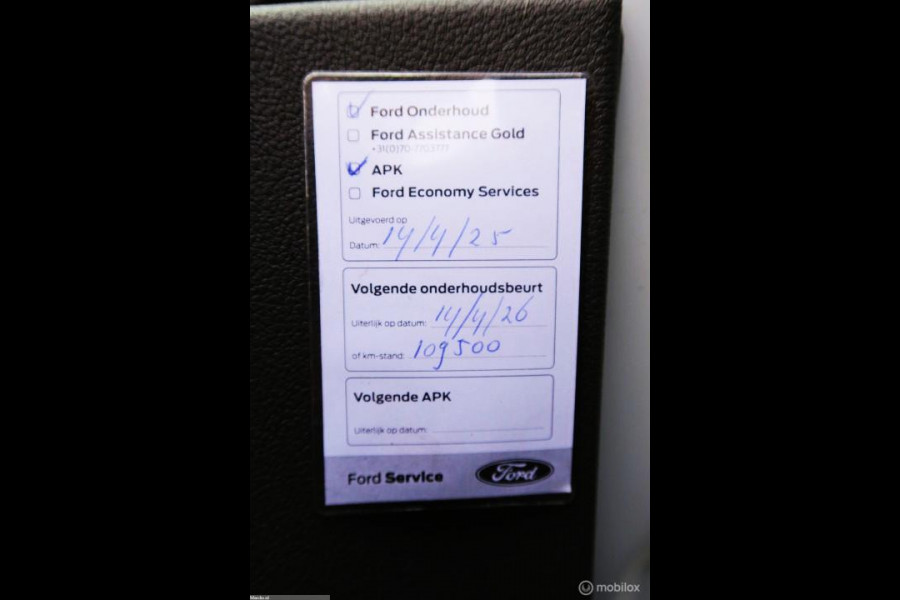 Ford Onderhoud
Ford Assistance Gold
APK
Ford Economy Services
Uitgevoerd op
Datum: 14/4/25
Volgende onderhoudsbeurt
Uiterlijk op datum: 14/4/26
of km-stand: 109500
Volgende APK
Uiterlijk op datum:
Ford Service
Ford
mobilox